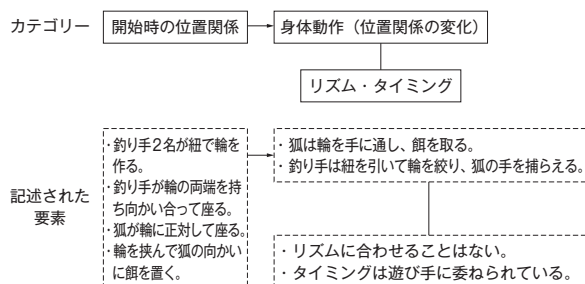 カテゴリー
開始時の位置関係
身体動作（位置関係の変化）
リズム・タイミング
記述された
要素
・釣り手２名が紐で輪を
作る。
・釣り手が輪の両端を持
ち向かい合って座る。
・狐が輪に正対して座る。
・輪を挟んで狐の向かい
に餌を置く。
・狐は輪を手に通し、餌を取る。
・釣り手は紐を引いて輪を絞り、狐の手を捕らえる。
・リズムに合わせることはない。
・タイミングは遊び手に委ねられている。